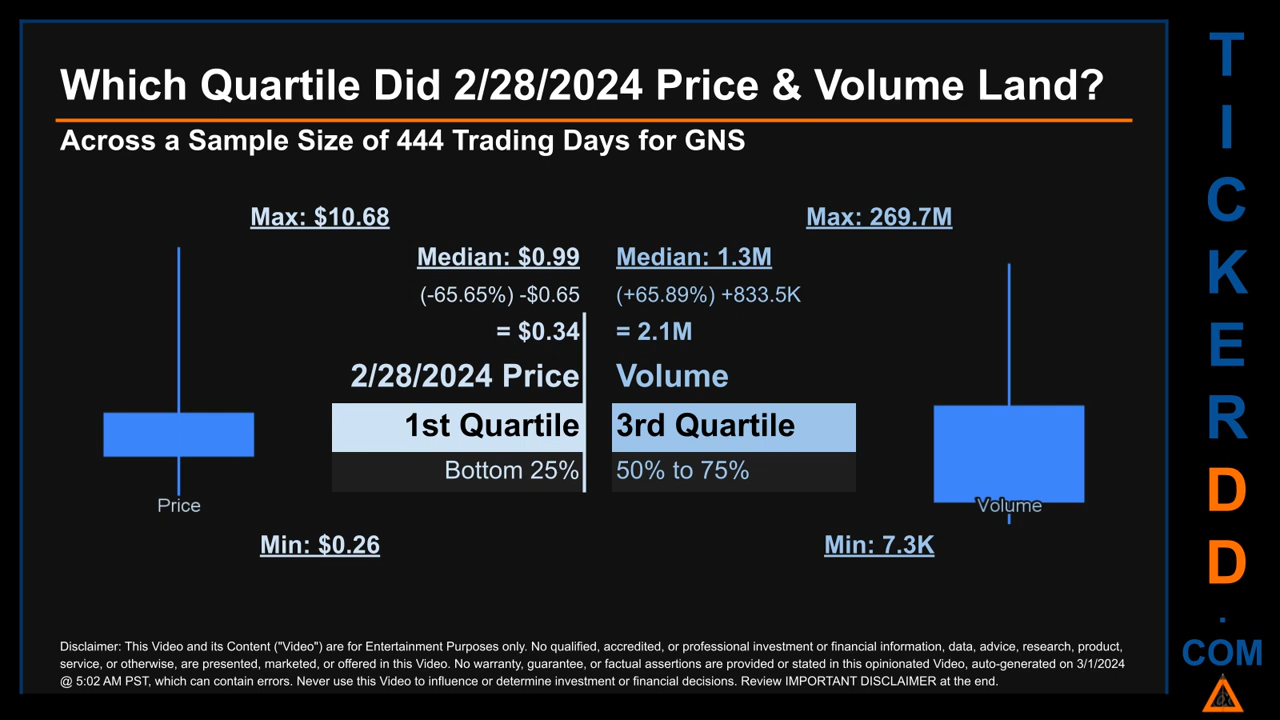 Which Quartile Did 2/28/2024 Price & Volume Land?
Across a Sample Size of 444 Trading Days for GNS
Max: $10.68
Max: 269.7M
Median: $0.99
Median: 1.3M
(-65.65%) -$0.65
(+65.89%) +833.5K
= $0.34
= 2.1M
2/28/2024 Price
Volume
1st Quartile
3rd Quartile
Bottom 25%
50% to 75%
Price
Volume
Min: $0.26
Min: 7.3K
Disclaimer: This Video and its Content ("Video") are for Entertainment Purposes only. No qualified, accredited, or professional investment or financial information, data, advice, research, product,
service, or otherwise, are presented, marketed, or offered in this Video. No warranty, guarantee, or factual assertions are provided or stated in this opinionated Video, auto-generated on 3/1/2024
@ 5:02 AM PST, which can contain errors. Never use this Video to influence or determine investment or financial decisions. Review IMPORTANT DISCLAIMER at the end.
T
I
C
K
E
R
D
D
.
COM